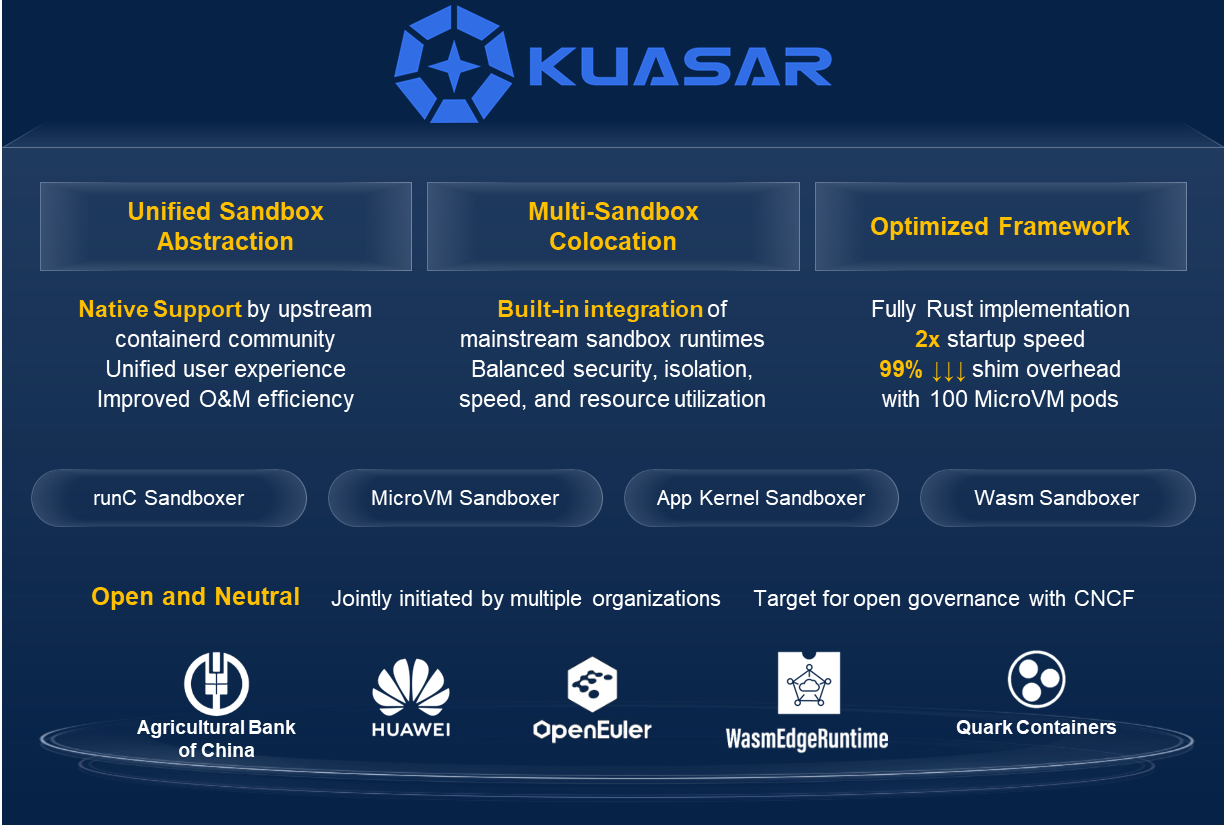 KUASAR
Unified Sandbox
Abstraction
Multi-Sandbox
Colocation
Optimized Framework
Native Support by upstream
containerd community
Unified user experience
Improved O&M efficiency
Built-in integration of
mainstream sandbox runtimes
Balanced security, isolation,
speed, and resource utilization
Fully Rust implementation
2x startup speed
99% ↓↓↓ shim overhead
with 100 MicroVM pods
runC Sandboxer
MicroVM Sandboxer
App Kernel Sandboxer
Wasm Sandboxer
Open and Neutral
Jointly initiated by multiple organizations
Target for open governance with CNCF
Agricultural Bank
of China
HUAWEI
OpenEuler
WasmEdgeRuntime
Quark Containers